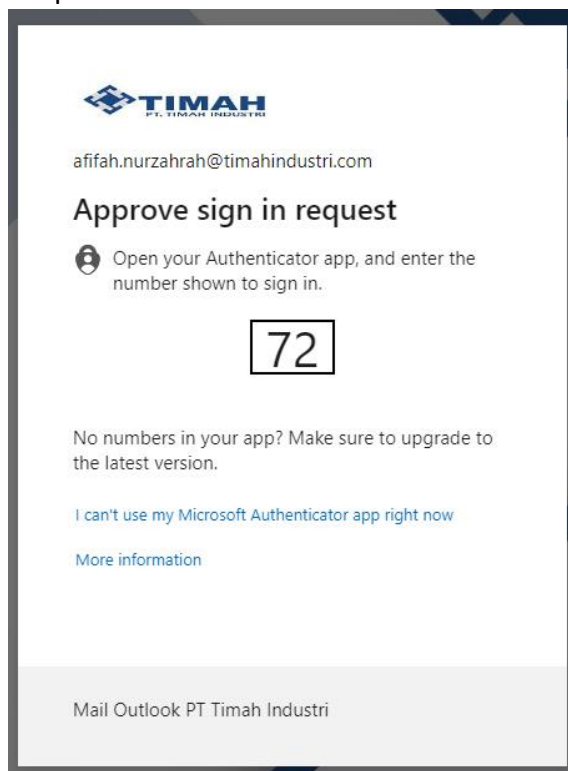 TIMAH
PT. TIMAH INDUSTRI
afifah.nurzahrah@timahindustri.com
Approve sign in request
Open your Authenticator app, and enter the
number shown to sign in.
72
No numbers in your app? Make sure to upgrade to
the latest version.
I can't use my Microsoft Authenticator app right now
More information
Mail Outlook PT Timah Industri